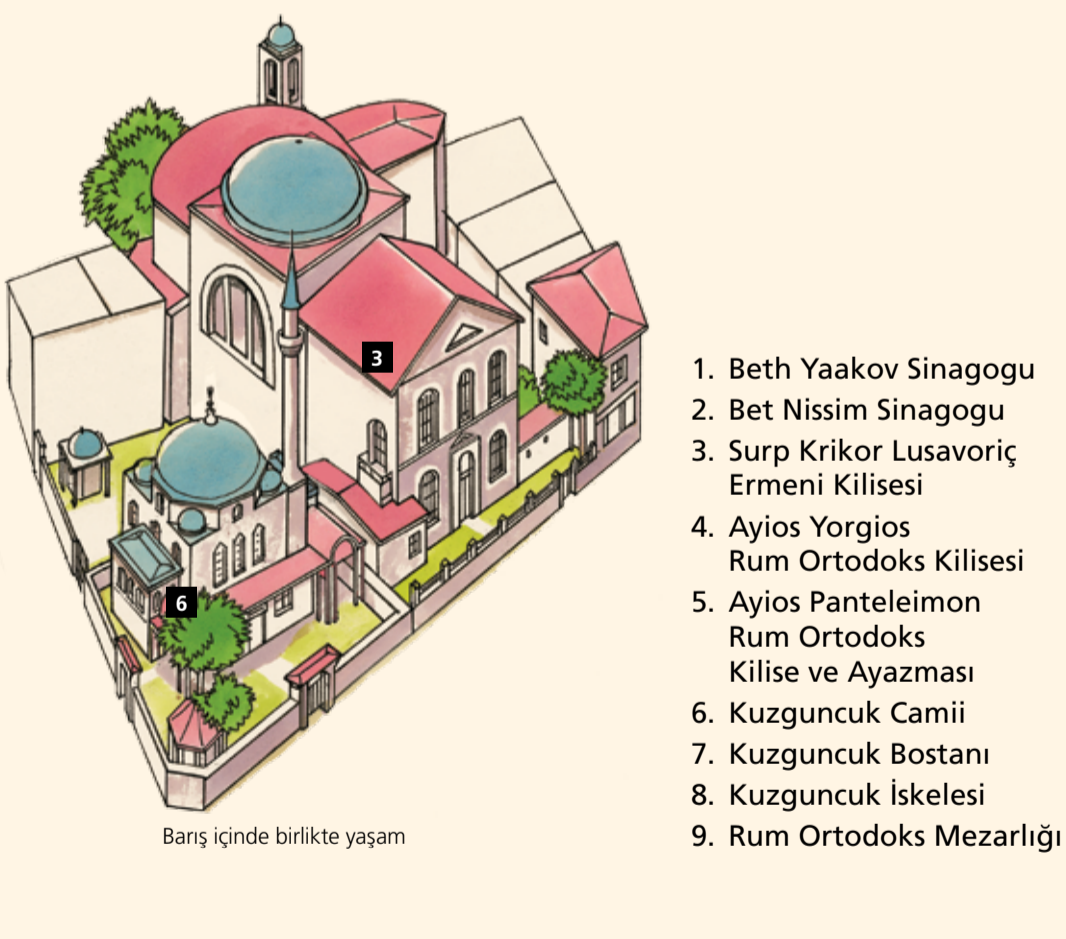 3
6
Barış içinde birlikte yaşam
1. Beth Yaakov Sinagogu
2. Bet Nissim Sinagogu
3. Surp Krikor Lusavoriç
Ermeni Kilisesi
4. Ayios Yorgios
Rum Ortodoks Kilisesi
5. Ayios Panteleimon
Rum Ortodoks
Kilise ve Ayazması
6. Kuzguncuk Camii
7. Kuzguncuk Bostanı
8. Kuzguncuk İskelesi
9. Rum Ortodoks Mezarlığı